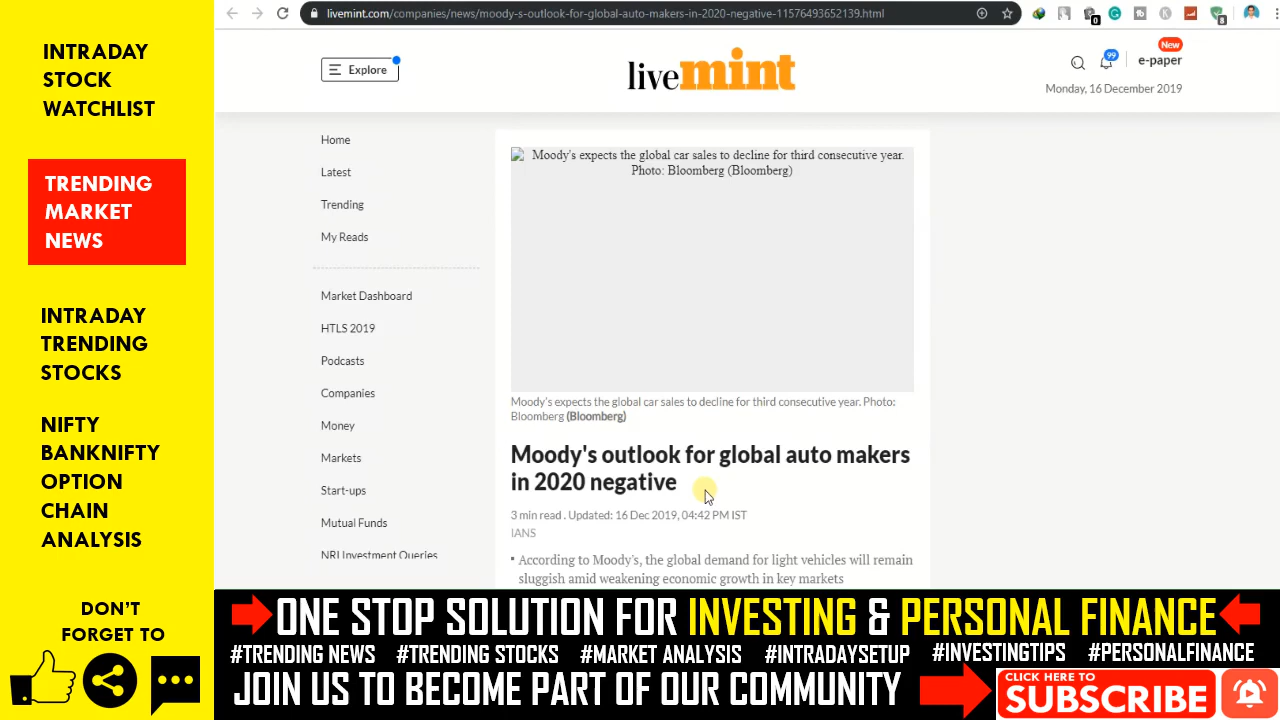 INTRADAY
STOCK
WATCHLIST
TRENDING
MARKET
NEWS
INTRADAY
TRENDING
STOCKS
NIFTY
BANKNIFTY
OPTION
CHAIN
ANALYSIS
DON'T
FORGET TO
livemint.com/companies/news/moody-s-outlook-for-global-auto-makers-in-2020-negative-11576493652139.html
0
8
Explore
livemint
99
New
e-paper
Monday, 16 December 2019
Home
Latest
Trending
My Reads
Market Dashboard
HTLS 2019
Podcasts
Companies
Money
Markets
Start-ups
Mutual Funds
NRI Investment Queries
Moody's expects the global car sales to decline for third consecutive year.
Photo: Bloomberg (Bloomberg)
Moody's expects the global car sales to decline for third consecutive year. Photo:
Bloomberg (Bloomberg)
Moody's outlook for global auto makers
in 2020 negative
3 min read . Updated: 16 Dec 2019, 04:42 PM IST
IANS
According to Moody's, the global demand for light vehicles will remain
sluggish amid weakening economic growth in key markets
ONE STOP SOLUTION FOR INVESTING & PERSONAL FINANCE
#TRENDING NEWS #TRENDING STOCKS #MARKET ANALYSIS #INTRADAYSETUP #INVESTINGTIPS #PERSONALFINANCE
JOIN US TO BECOME PART OF OUR COMMUNITY
CLICK HERE TO
SUBSCRIBE